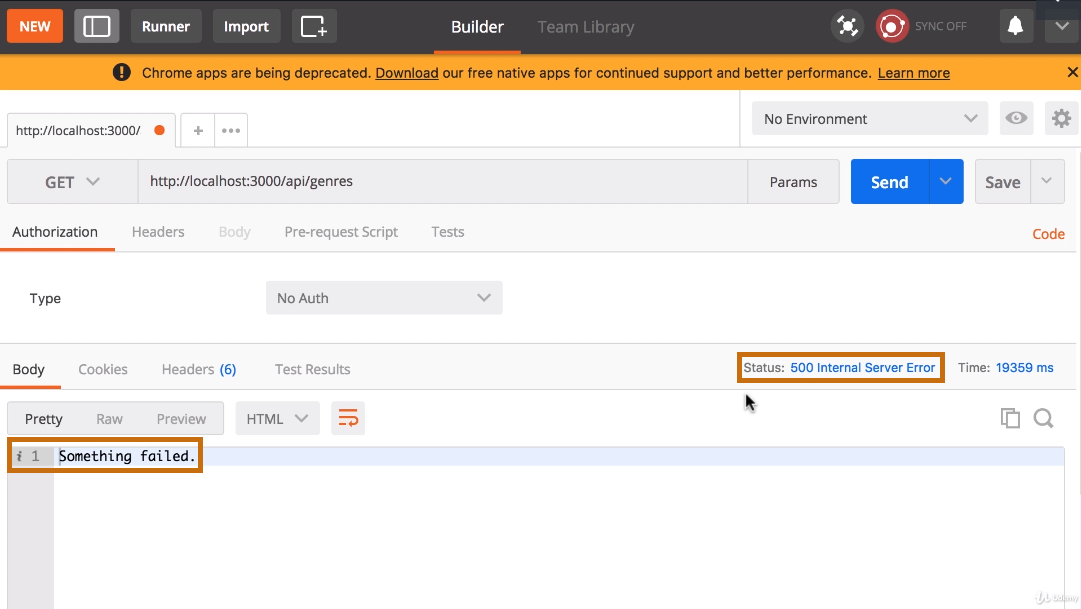 NEW Runner Import Builder Team Library SYNC OFF
Chrome apps are being deprecated. Download our free native apps for continued support and better performance. Learn more
http://localhost:3000/ + ••• No Environment
GET http://localhost:3000/api/genres Params Send Save
Authorization Headers Body Pre-request Script Tests Code
Type No Auth
Body Cookies Headers (6) Test Results Status: 500 Internal Server Error Time: 19359 ms
Pretty Raw Preview HTML
i 1 Something failed.
Udemy